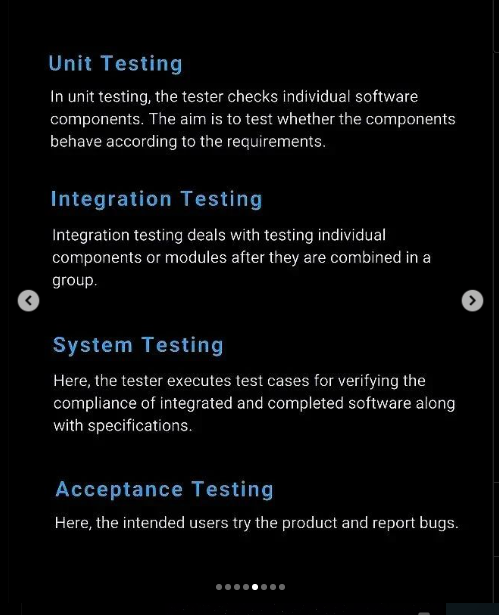 Unit Testing
In unit testing, the tester checks individual software
components. The aim is to test whether the components
behave according to the requirements.
Integration Testing
Integration testing deals with testing individual
components or modules after they are combined in a
group.
System Testing
Here, the tester executes test cases for verifying the
compliance of integrated and completed software along
with specifications.
Acceptance Testing
Here, the intended users try the product and report bugs.